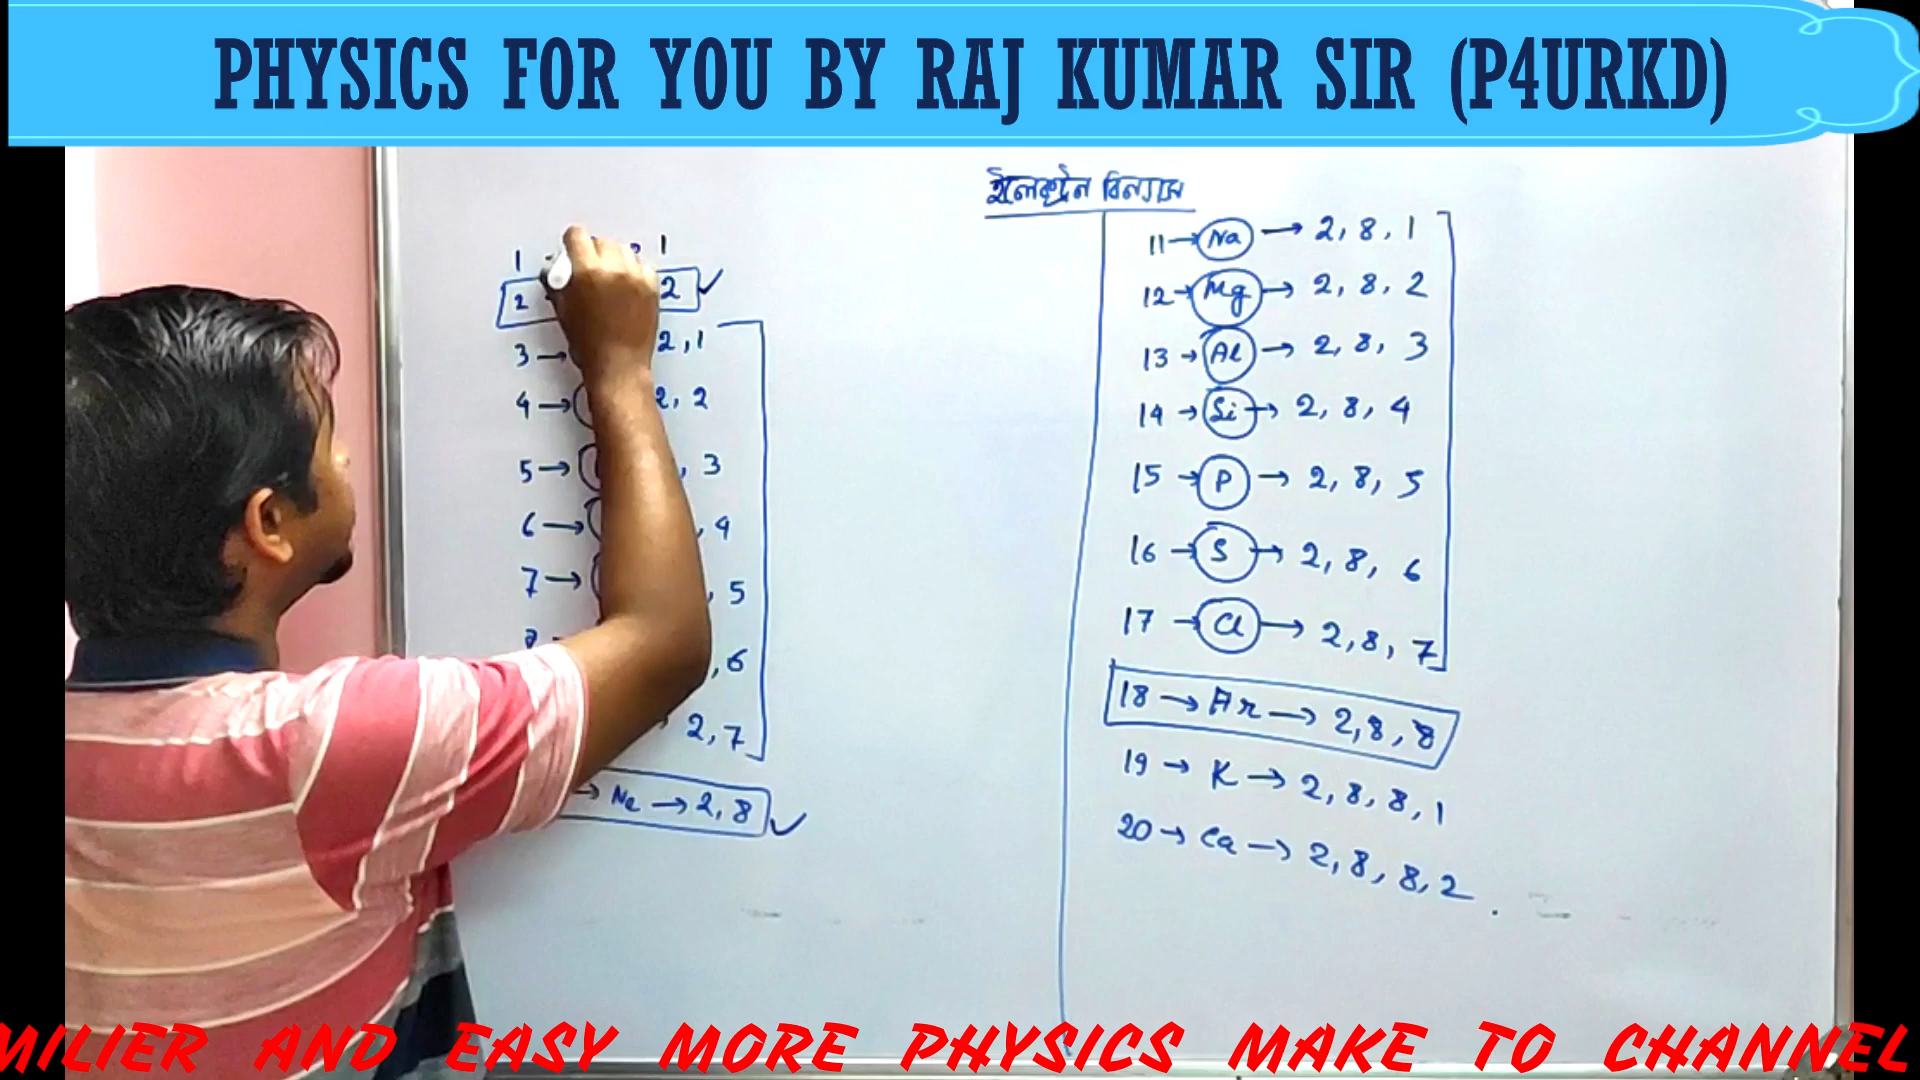 PHYSICS FOR YOU BY RAJ KUMAR SIR (P4URKD)
ইলেকট্রন বিন্যাস
1 1
2 2 ✓
3 → 2, 1
4 → 2, 2
5 → , 3
6 → , 4
7 → , 5
, 6
2, 7
→ Ne → 2, 8 ✓
11 → Na → 2, 8, 1
12 → Mg → 2, 8, 2
13 → Al → 2, 8, 3
14 → Si → 2, 8, 4
15 → P → 2, 8, 5
16 → S → 2, 8, 6
17 → Cl → 2, 8, 7
18 → Ar → 2, 8, 8
19 → K → 2, 8, 8, 1
20 → Ca → 2, 8, 8, 2 .
MILIER AND EASY MORE PHYSICS MAKE TO CHANNEL